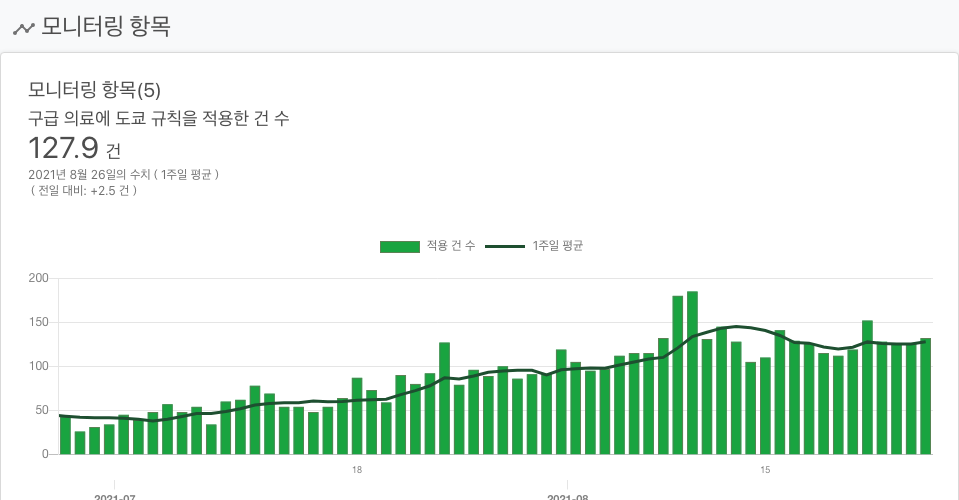 모니터링 항목
모니터링 항목(5)
구급 의료에 도쿄 규칙을 적용한 건 수
127.9 건
2021년 8월 26일의 수치 ( 1주일 평균 )
( 전일 대비: +2.5 건 )
적용 건 수 1주일 평균
200
150
100
50
0
18 15
2021-07 2021-08